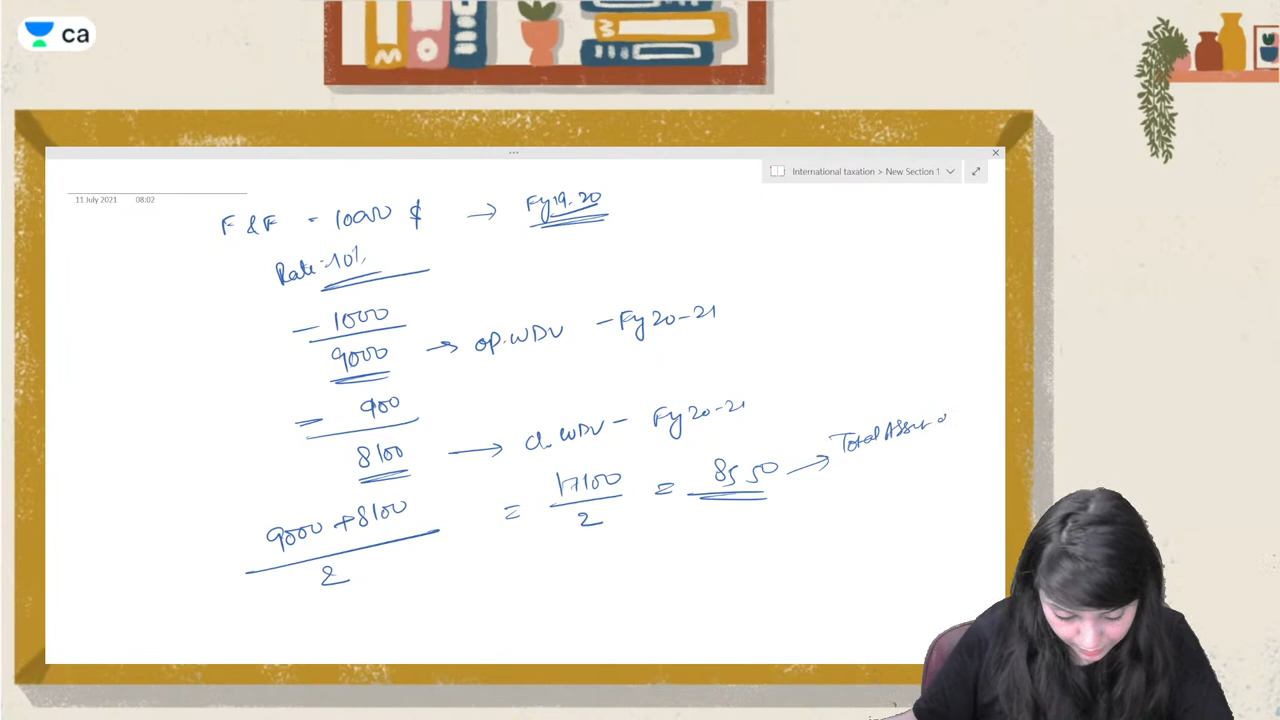 ca
International taxation > New Section 1
11 July 2021 08:02
F & F = 10000 $ → Fy 19-20
Rate = 10%
- 1000
9000 → op. WDV - Fy 20-21
- 900
8100 → Cl. WDV - Fy 20-21
9000 + 8100 / 2 = 17100 / 2 = 8550 → Total Asset